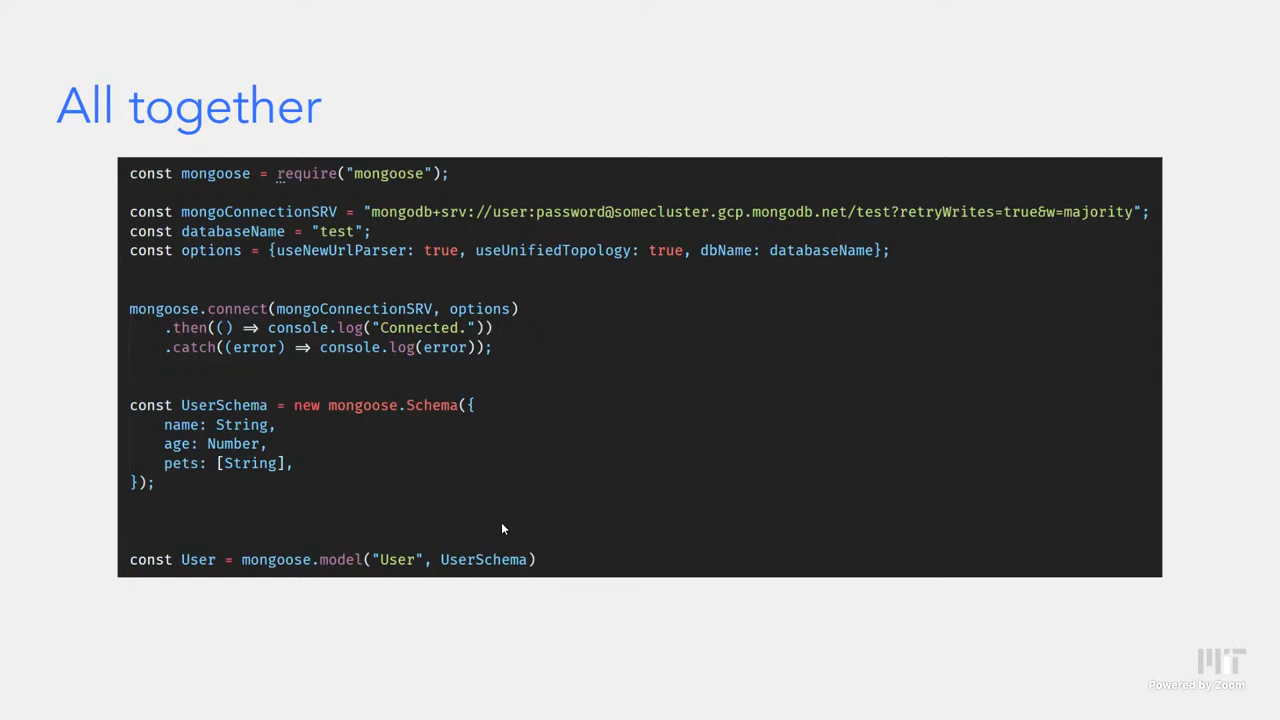 All together
const mongoose = require("mongoose");
const mongoConnectionSRV = "mongodb+srv://user:password@somecluster.gcp.mongodb.net/test?retryWrites=true&w=majority";
const databaseName = "test";
const options = {useNewUrlParser: true, useUnifiedTopology: true, dbName: databaseName};
mongoose.connect(mongoConnectionSRV, options)
.then(() => console.log("Connected."))
.catch((error) => console.log(error));
const UserSchema = new mongoose.Schema({
name: String,
age: Number,
pets: [String],
});
const User = mongoose.model("User", UserSchema)
MIT
Powered by Zoom